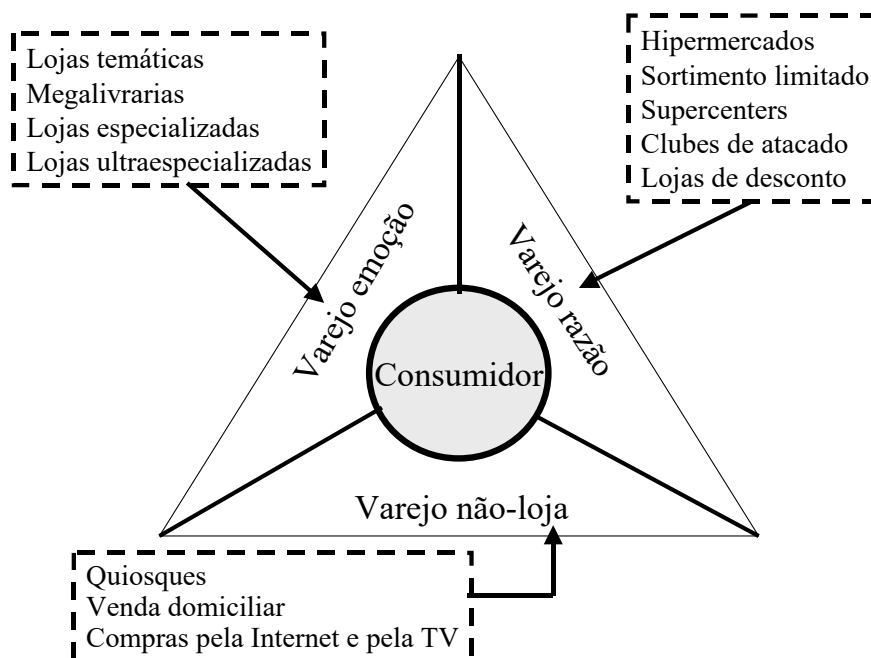 Lojas temáticas
Megalivrarias
Lojas especializadas
Lojas ultraespecializadas
Hipermercados
Sortimento limitado
Supercenters
Clubes de atacado
Lojas de desconto
Varejo emoção
Varejo razão
Consumidor
Varejo não-loja
Quiosques
Venda domiciliar
Compras pela Internet e pela TV